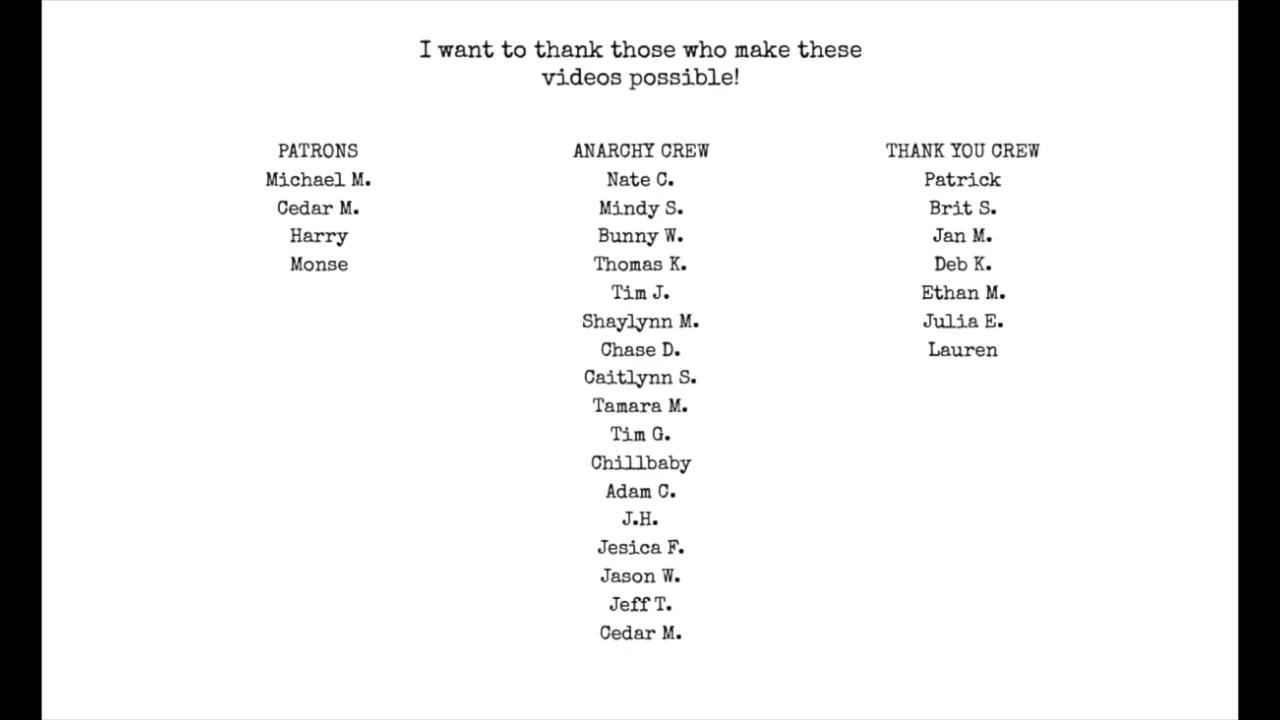 I want to thank those who make these
videos possible!
PATRONS
Michael M.
Cedar M.
Harry
Monse
ANARCHY CREW
Nate C.
Mindy S.
Bunny W.
Thomas K.
Tim J.
Shaylynn M.
Chase D.
Caitlynn S.
Tamara M.
Tim G.
Chillbaby
Adam C.
J.H.
Jesica F.
Jason W.
Jeff T.
Cedar M.
THANK YOU CREW
Patrick
Brit S.
Jan M.
Deb K.
Ethan M.
Julia E.
Lauren